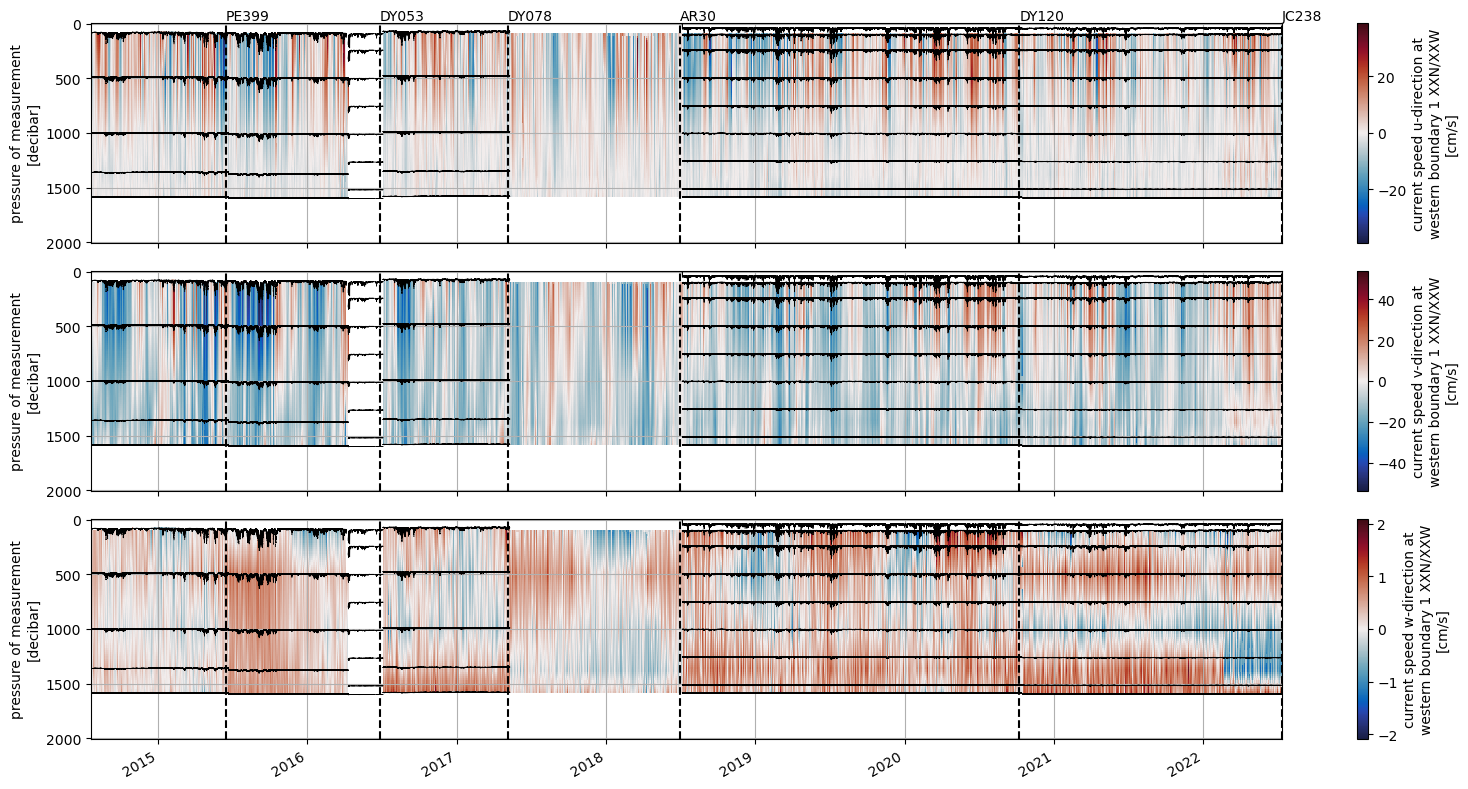 PE399 DY053 DY078 AR30 DY120 JC238
0
500
1000
1500
2000
pressure of measurement
[decibar]
20
0
−20
current speed u-direction at
western boundary 1 XXN/XXW
[cm/s]
0
500
1000
1500
2000
pressure of measurement
[decibar]
40
20
0
−20
−40
current speed v-direction at
western boundary 1 XXN/XXW
[cm/s]
0
500
1000
1500
2000
pressure of measurement
[decibar]
2
1
0
−1
−2
current speed w-direction at
western boundary 1 XXN/XXW
[cm/s]
2015 2016 2017 2018 2019 2020 2021 2022